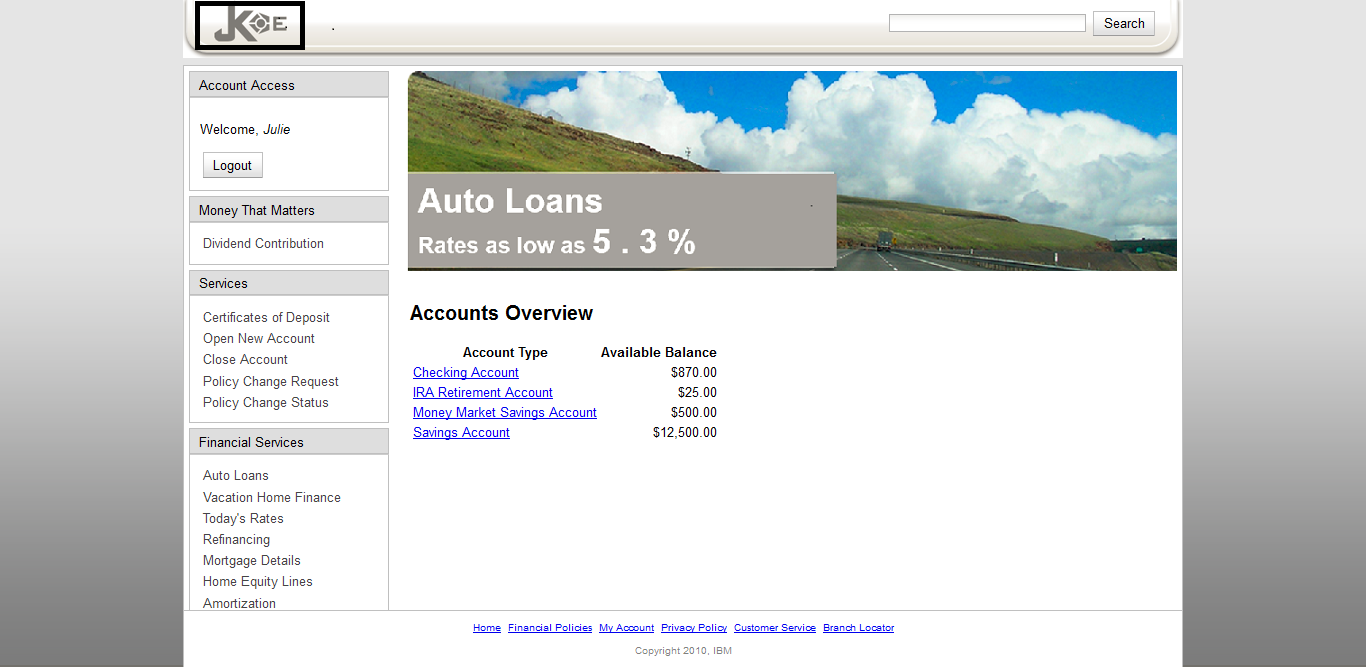 JKE
Search
Account Access
Welcome, Julie
Logout
Money That Matters
Dividend Contribution
Services
Certificates of Deposit
Open New Account
Close Account
Policy Change Request
Policy Change Status
Financial Services
Auto Loans
Vacation Home Finance
Today's Rates
Refinancing
Mortgage Details
Home Equity Lines
Amortization
Auto Loans
Rates as low as 5 . 3 %
Accounts Overview
Account Type Available Balance
Checking Account $870.00
IRA Retirement Account $25.00
Money Market Savings Account $500.00
Savings Account $12,500.00
Home Financial Policies My Account Privacy Policy Customer Service Branch Locator
Copyright 2010, IBM